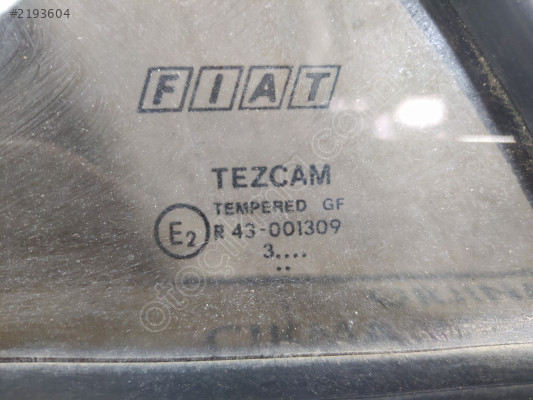 #2193604
FIAT
TEZCAM
TEMPERED GF
E2
R 43-001309
3....
..